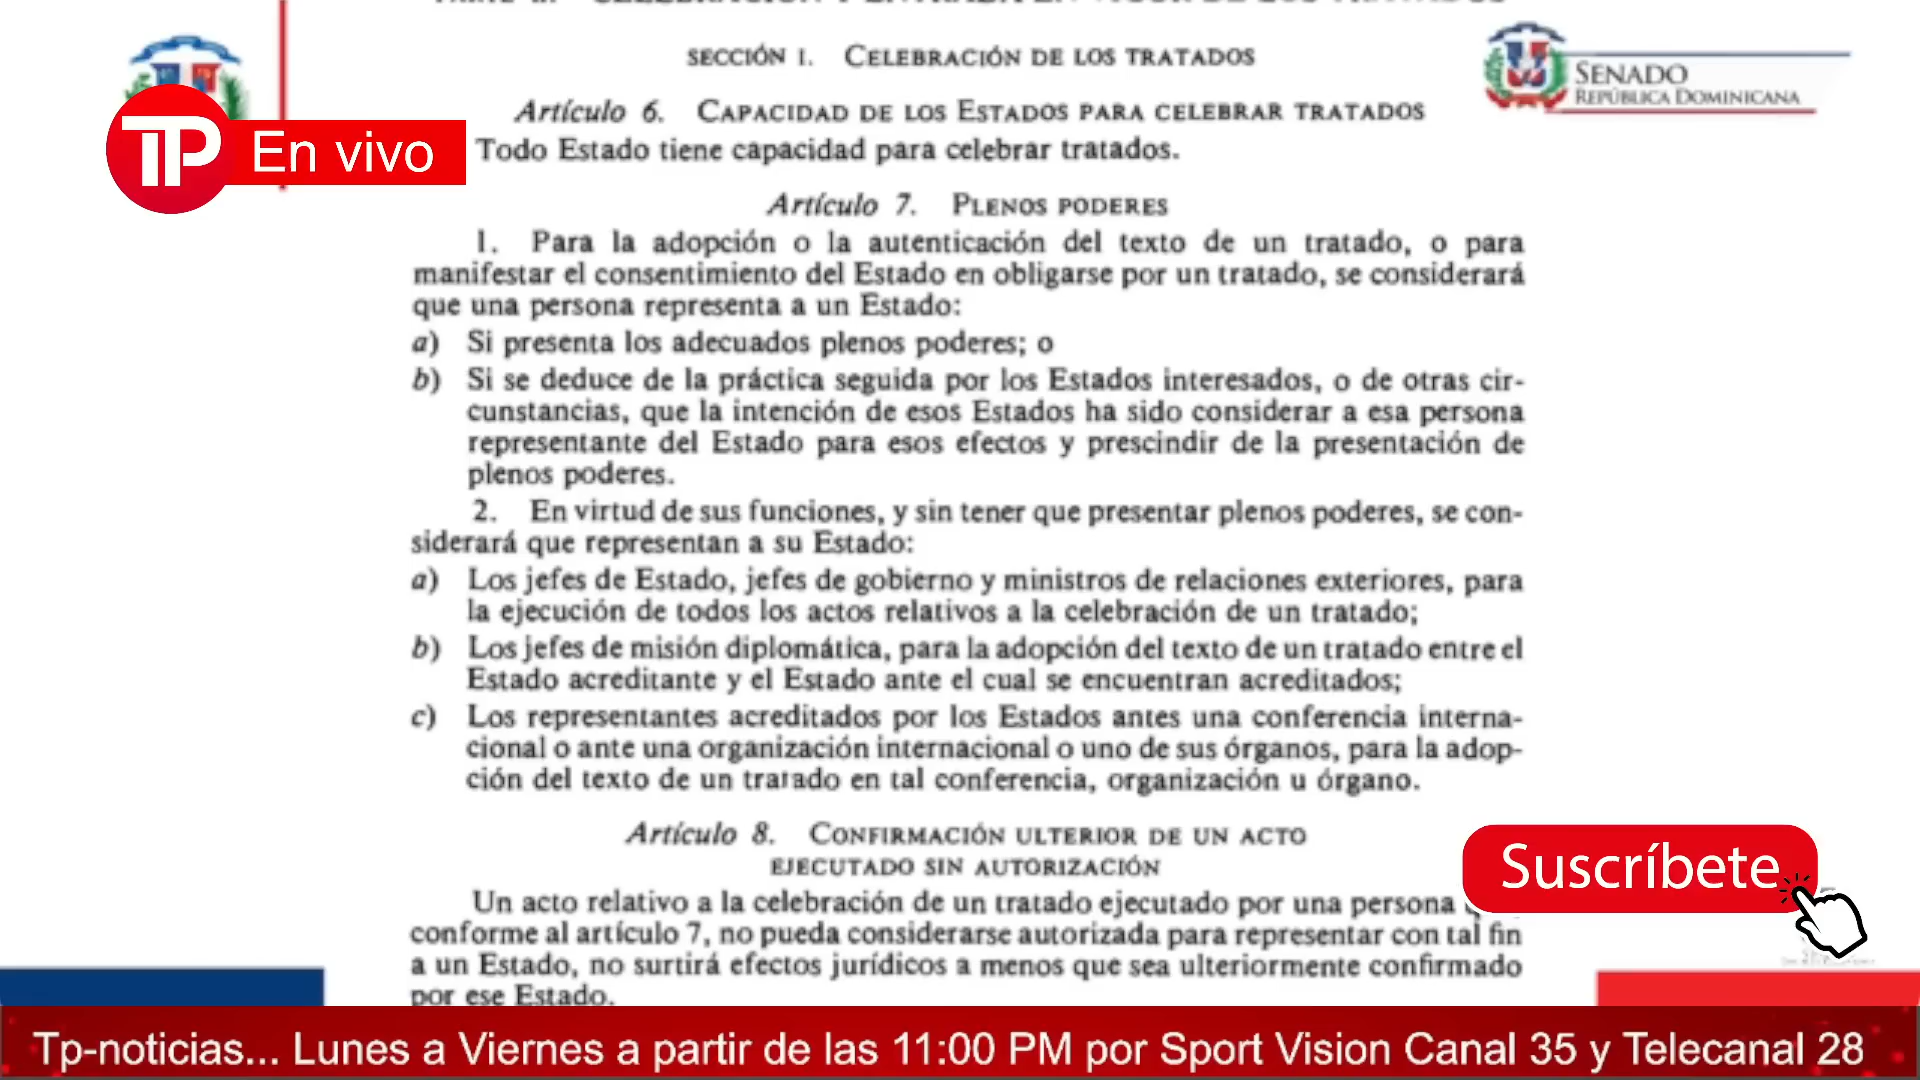 SECCIÓN 1. CELEBRACIÓN DE LOS TRATADOS
SENADO
REPÚBLICA DOMINICANA
Artículo 6. CAPACIDAD DE LOS ESTADOS PARA CELEBRAR TRATADOS
TP En vivo
Todo Estado tiene capacidad para celebrar tratados.
Artículo 7. PLENOS PODERES
1. Para la adopción o la autenticación del texto de un tratado, o para
manifestar el consentimiento del Estado en obligarse por un tratado, se considerará
que una persona representa a un Estado:
a) Si presenta los adecuados plenos poderes; o
b) Si se deduce de la práctica seguida por los Estados interesados, o de otras cir-
cunstancias, que la intención de esos Estados ha sido considerar a esa persona
representante del Estado para esos efectos y prescindir de la presentación de
plenos poderes.
2. En virtud de sus funciones, y sin tener que presentar plenos poderes, se con-
siderará que representan a su Estado:
a) Los jefes de Estado, jefes de gobierno y ministros de relaciones exteriores, para
la ejecución de todos los actos relativos a la celebración de un tratado;
b) Los jefes de misión diplomática, para la adopción del texto de un tratado entre el
Estado acreditante y el Estado ante el cual se encuentran acreditados;
c) Los representantes acreditados por los Estados antes una conferencia interna-
cional o ante una organización internacional o uno de sus órganos, para la adop-
ción del texto de un tratado en tal conferencia, organización u órgano.
Artículo 8. CONFIRMACIÓN ULTERIOR DE UN ACTO
EJECUTADO SIN AUTORIZACIÓN
Suscríbete
Un acto relativo a la celebración de un tratado ejecutado por una persona
conforme al artículo 7, no pueda considerarse autorizada para representar con tal fin
a un Estado, no surtirá efectos jurídicos a menos que sea ulteriormente confirmado
por ese Estado.
Tp-noticias... Lunes a Viernes a partir de las 11:00 PM por Sport Vision Canal 35 y Telecanal 28